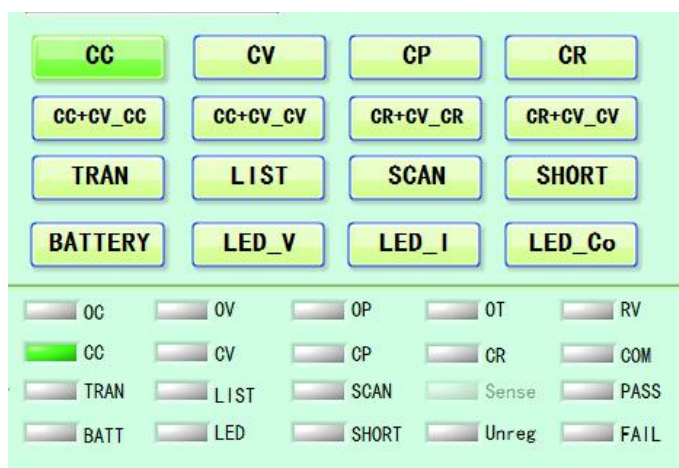 CC CV CP CR
CC+CV_CC CC+CV_CV CR+CV_CR CR+CV_CV
TRAN LIST SCAN SHORT
BATTERY LED_V LED_I LED_Co
OC OV OP OT RV
CC CV CP CR COM
TRAN LIST SCAN Sense PASS
BATT LED SHORT Unreg FAIL